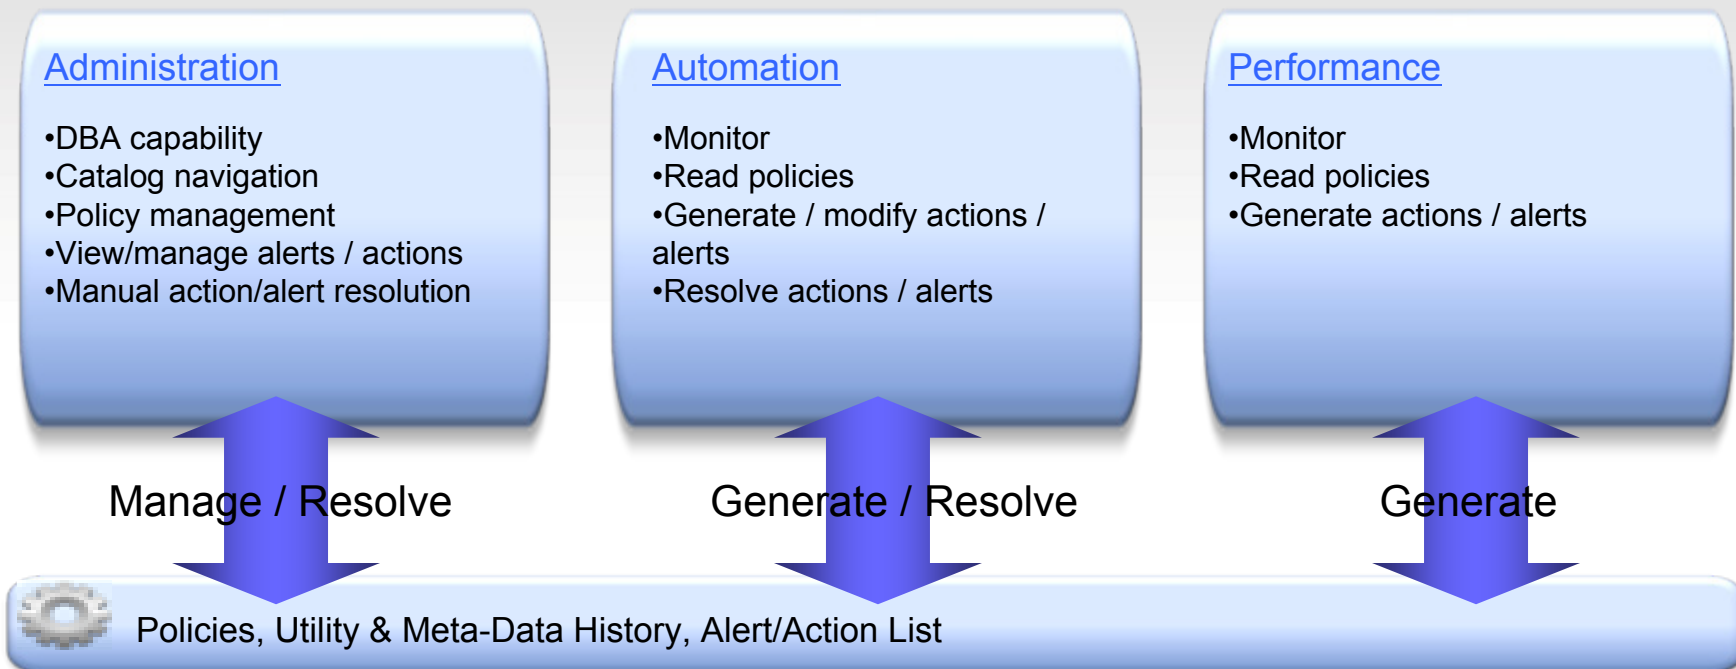 Administration
•DBA capability
•Catalog navigation
•Policy management
•View/manage alerts / actions
•Manual action/alert resolution
Automation
•Monitor
•Read policies
•Generate / modify actions /
alerts
•Resolve actions / alerts
Performance
•Monitor
•Read policies
•Generate actions / alerts
Manage / Resolve
Generate / Resolve
Generate
Policies, Utility & Meta-Data History, Alert/Action List